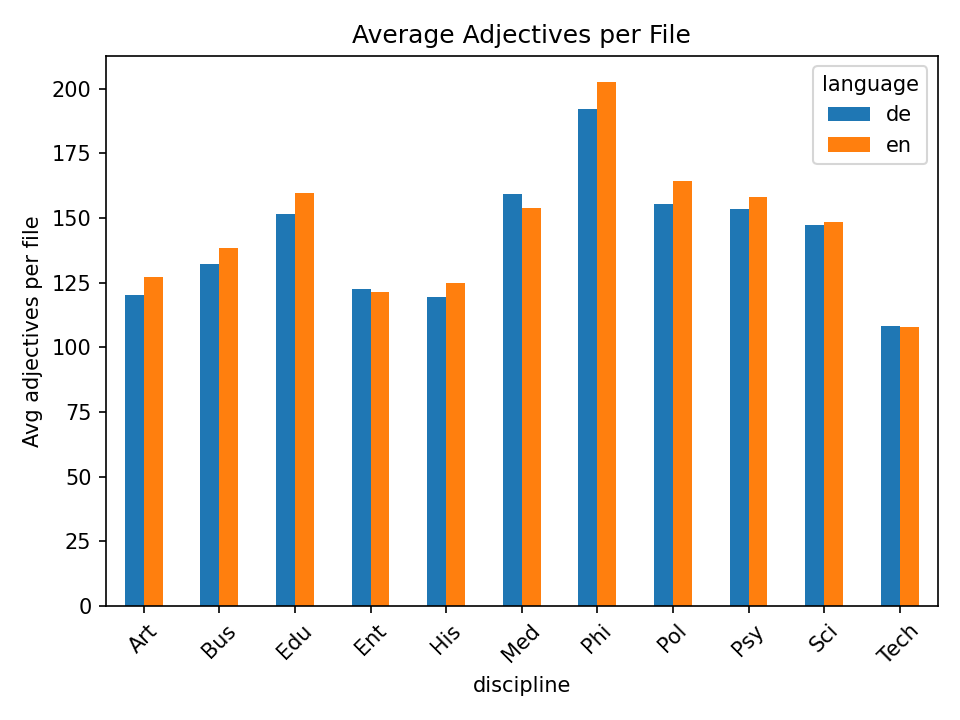 Average Adjectives per File
language
de
en
Avg adjectives per file
200
175
150
125
100
75
50
25
0
Art Bus Edu Ent His Med Phi Pol Psy Sci Tech
discipline